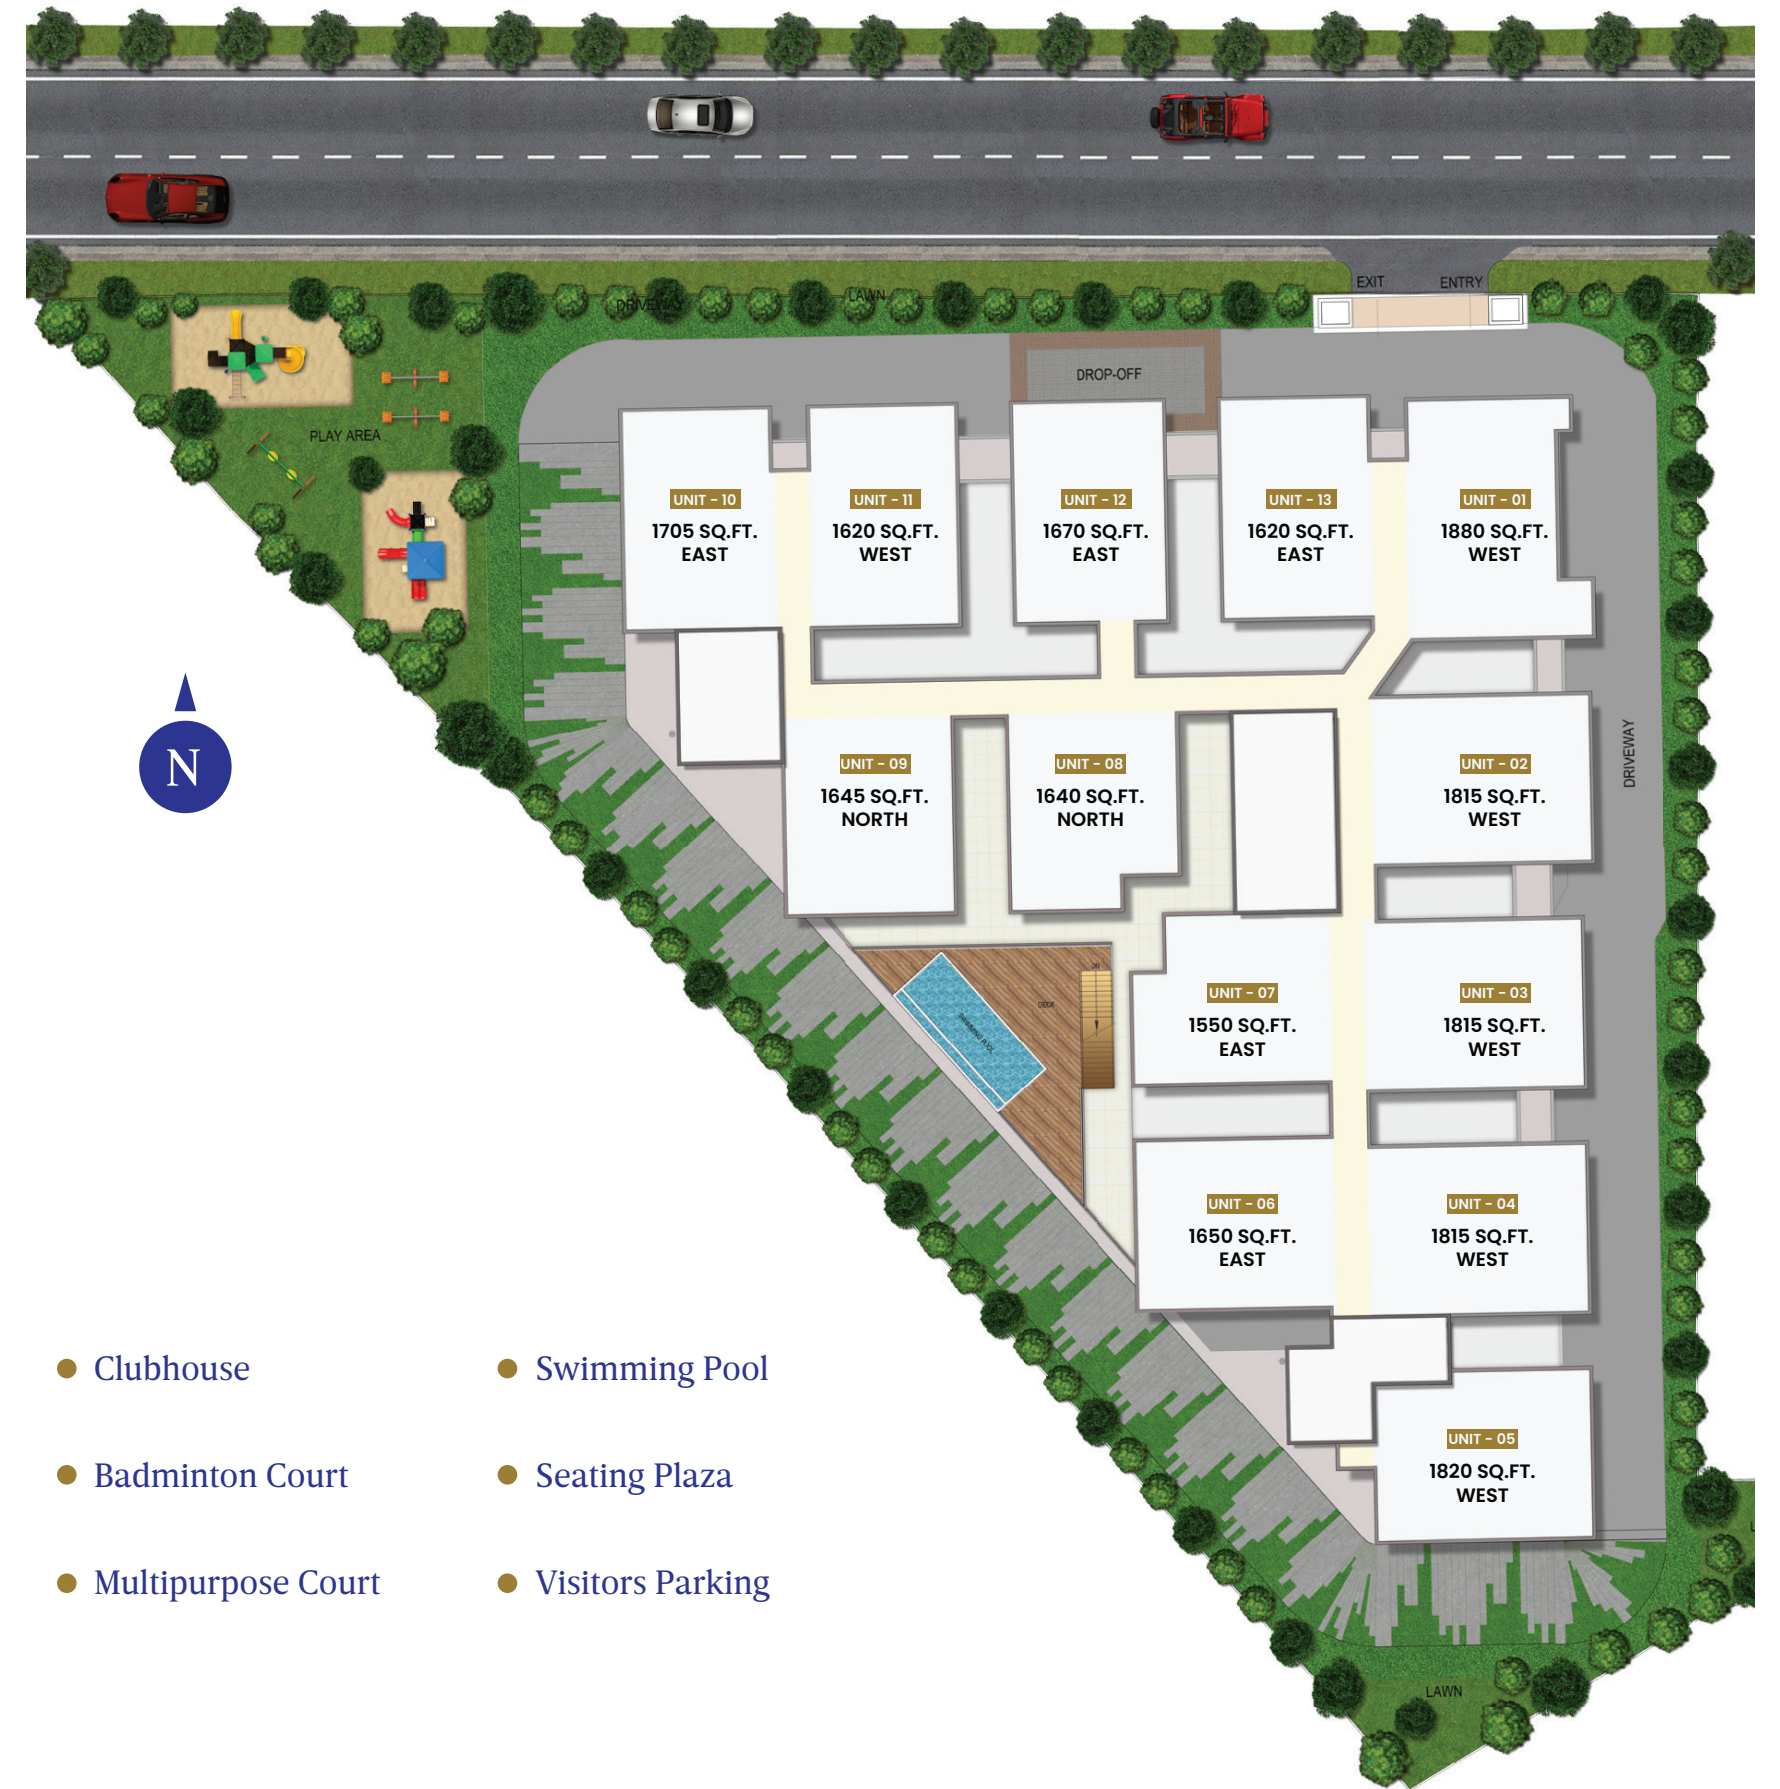 EXIT
ENTRY
DRIVEWAY
LAWN
DROP-OFF
PLAY AREA
UNIT - 10
1705 SQ.FT.
EAST
UNIT - 11
1620 SQ.FT.
WEST
UNIT - 12
1670 SQ.FT.
EAST
UNIT - 13
1620 SQ.FT.
EAST
UNIT - 01
1880 SQ.FT.
WEST
N
UNIT - 09
1645 SQ.FT.
NORTH
UNIT - 08
1640 SQ.FT.
NORTH
UNIT - 02
1815 SQ.FT.
WEST
DRIVEWAY
DN
DECK
SWIMMING POOL
UNIT - 07
1550 SQ.FT.
EAST
UNIT - 03
1815 SQ.FT.
WEST
UNIT - 06
1650 SQ.FT.
EAST
UNIT - 04
1815 SQ.FT.
WEST
UNIT - 05
1820 SQ.FT.
WEST
Clubhouse
Swimming Pool
Badminton Court
Seating Plaza
Multipurpose Court
Visitors Parking
LAWN